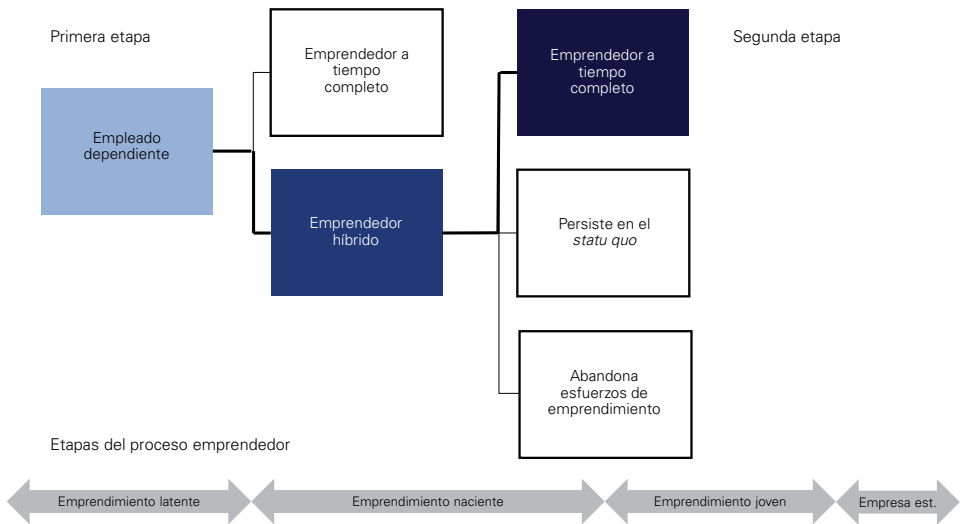 Primera etapa
Segunda etapa
Emprendedor a
tiempo
completo
Emprendedor a
tiempo
completo
Empleado
dependiente
Emprendedor
híbrido
Persiste en el
statu quo
Abandona
esfuerzos de
emprendimiento
Etapas del proceso emprendedor
Emprendimiento latente
Emprendimiento naciente
Emprendimiento joven
Empresa est.